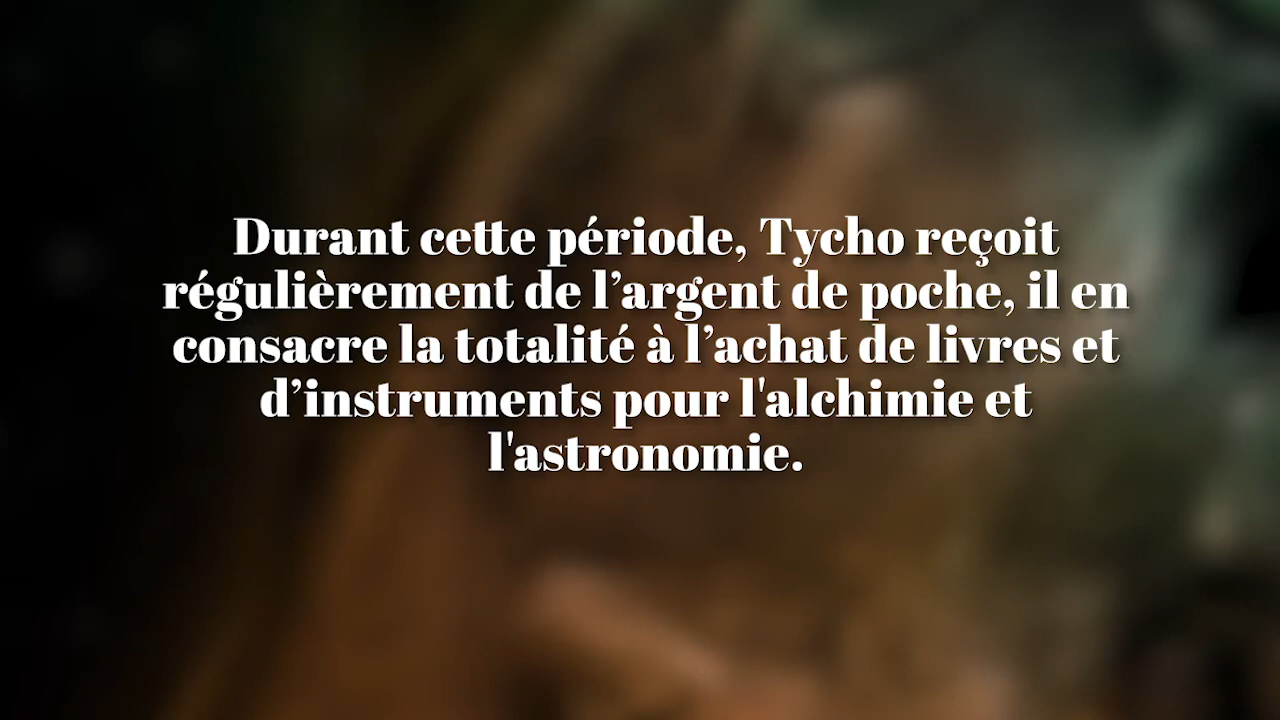 Durant cette période, Tycho reçoit
régulièrement de l’argent de poche, il en
consacre la totalité à l’achat de livres et
d’instruments pour l'alchimie et
l'astronomie.